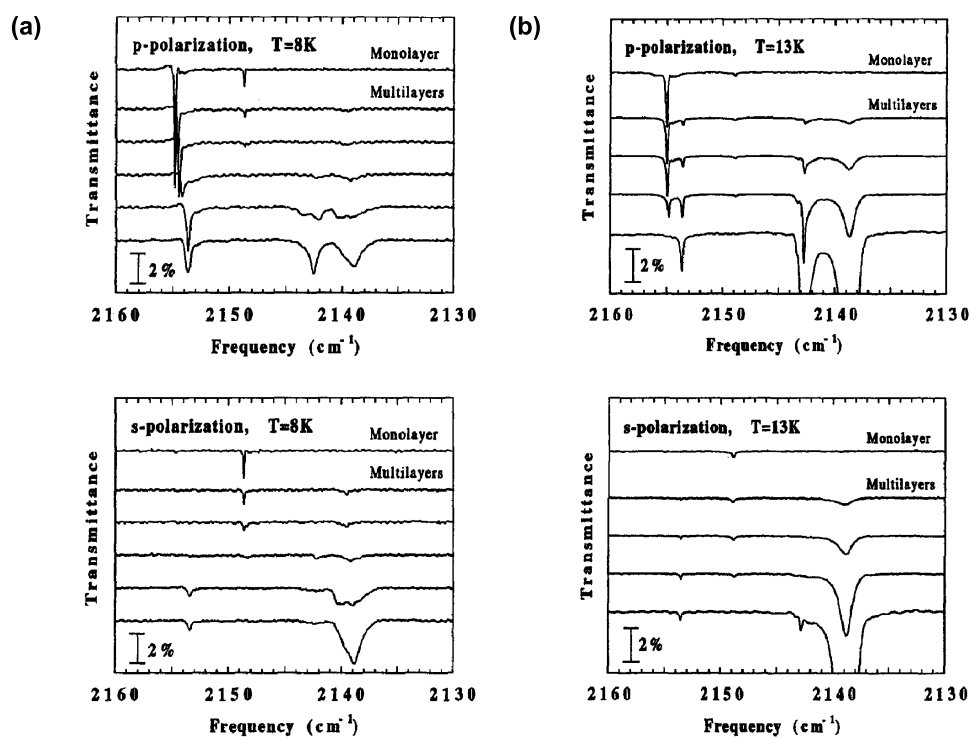 (a)
p-polarization, T=8K
Monolayer
Multilayers
Transmittance
2%
2160 2150 2140 2130
Frequency (cm⁻¹)
s-polarization, T=8K
Monolayer
Multilayers
Transmittance
2%
2160 2150 2140 2130
Frequency (cm⁻¹)
(b)
p-polarization, T=13K
Monolayer
Multilayers
Transmittance
2%
2160 2150 2140 2130
Frequency (cm⁻¹)
s-polarization, T=13K
Monolayer
Multilayers
Transmittance
2%
2160 2150 2140 2130
Frequency (cm⁻¹)